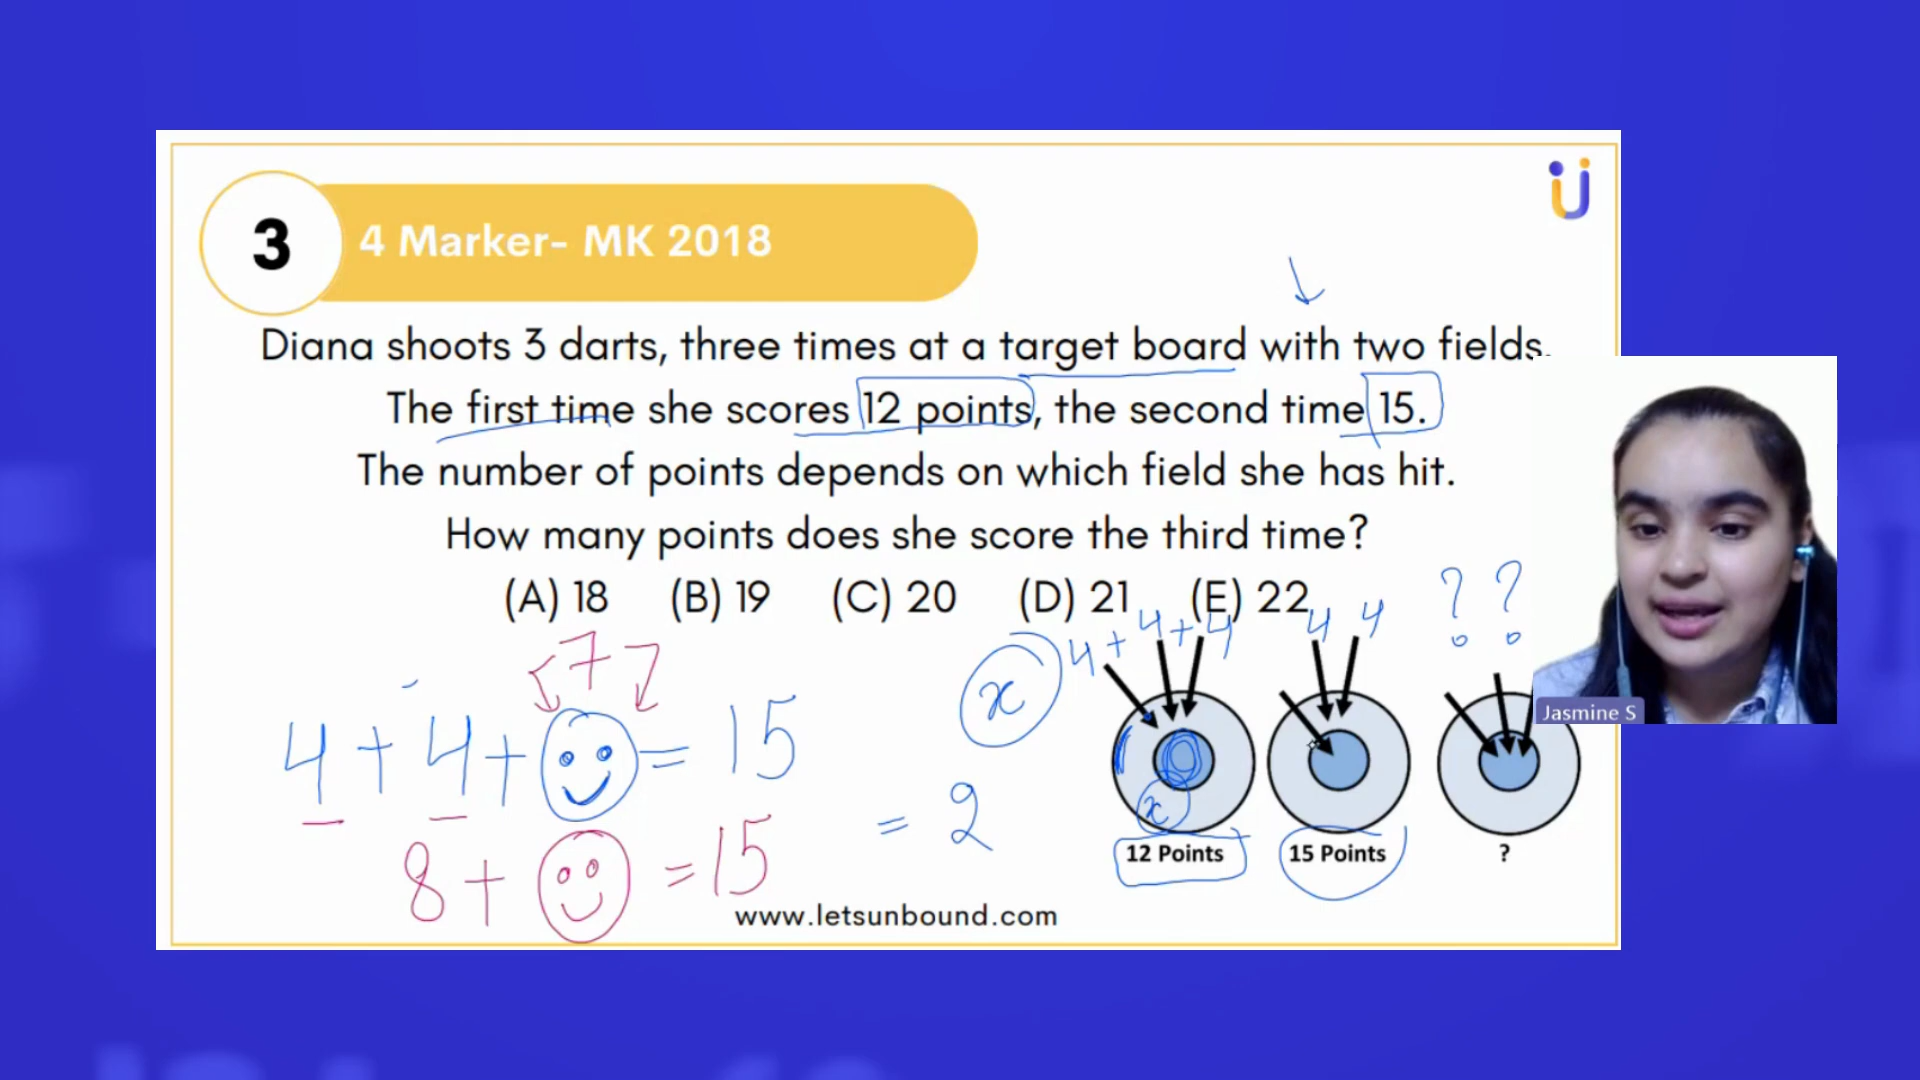 3
4 Marker- MK 2018
Diana shoots 3 darts, three times at a target board with two fields.
The first time she scores 12 points, the second time 15.
The number of points depends on which field she has hit.
How many points does she score the third time?
(A) 18 (B) 19 (C) 20 (D) 21 (E) 22
? ?
4 + 4 + 4
4 4
7
x
4 + 4 + = 15
x
= 2
8 + = 15
12 Points
15 Points
?
www.letsunbound.com
Jasmine S